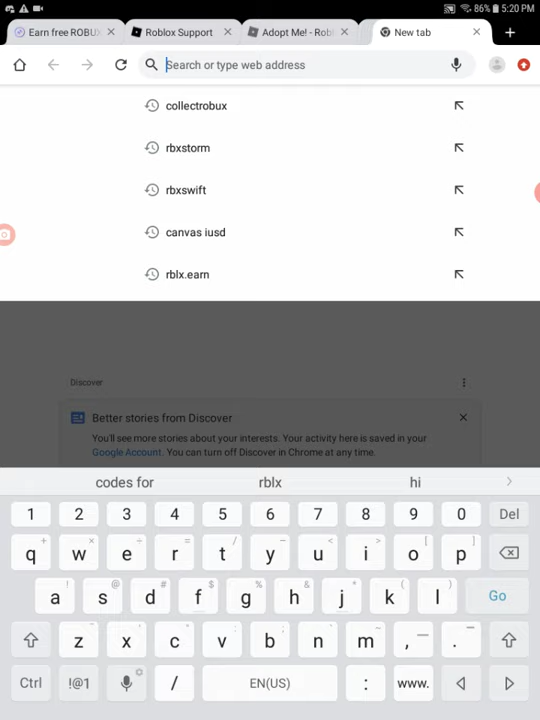 86% 5:20 PM
Earn free ROBUX Roblox Support Adopt Me! - Robl New tab
Search or type web address
collectrobux
rbxstorm
rbxswift
canvas iusd
rblx.earn
Discover
Better stories from Discover
You'll see more stories about your interests. Your activity here is saved in your
Google Account. You can turn off Discover in Chrome at any time.
codes for rblx hi
1 2 3 4 5 6 7 8 9 0 Del
q w e r t y u i o p
a s d f g h j k l Go
z x c v b n m , .
Ctrl !@1 / EN(US) : www.